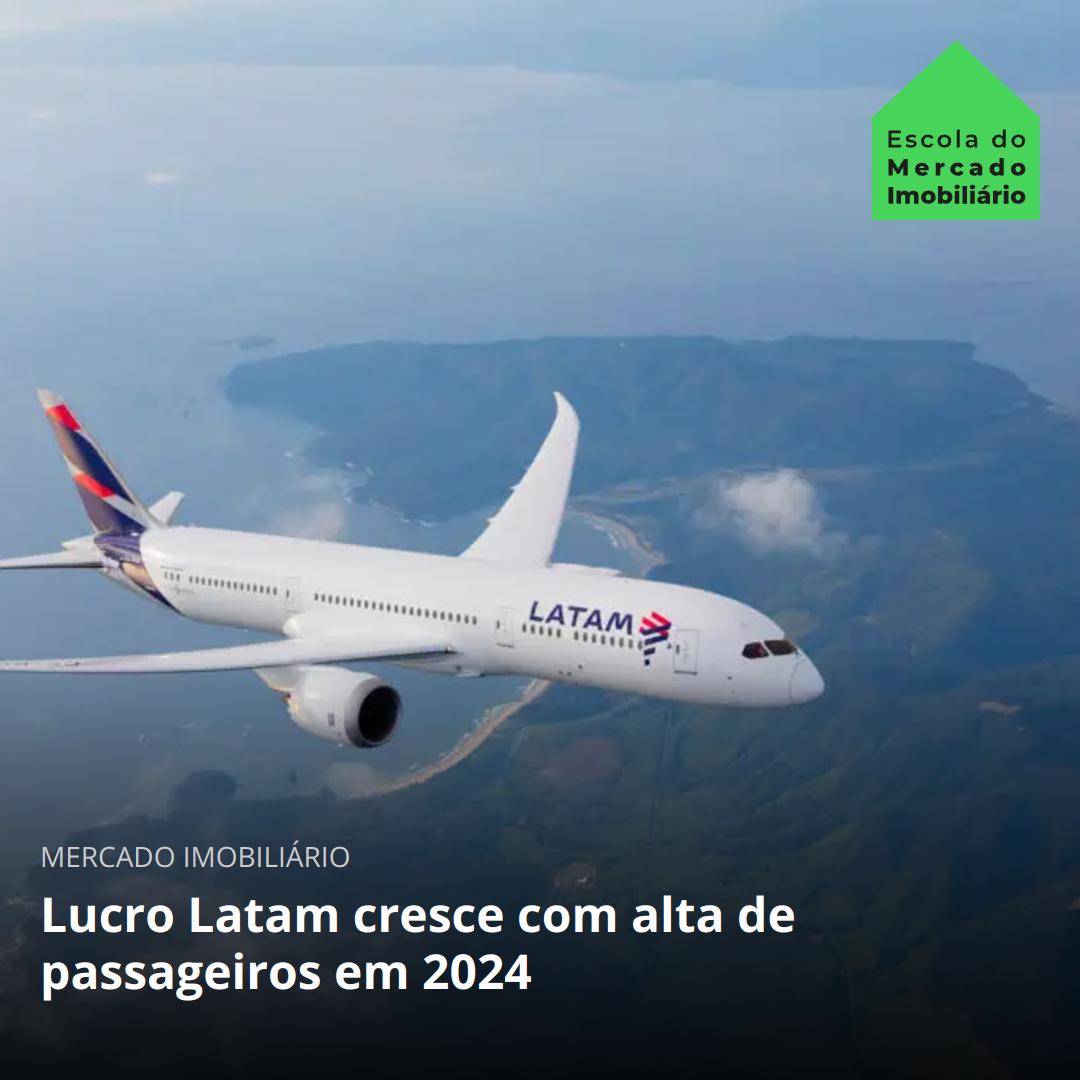 Escola do
Mercado
Imobiliário
LATAM
MERCADO IMOBILIÁRIO
Lucro Latam cresce com alta de
passageiros em 2024